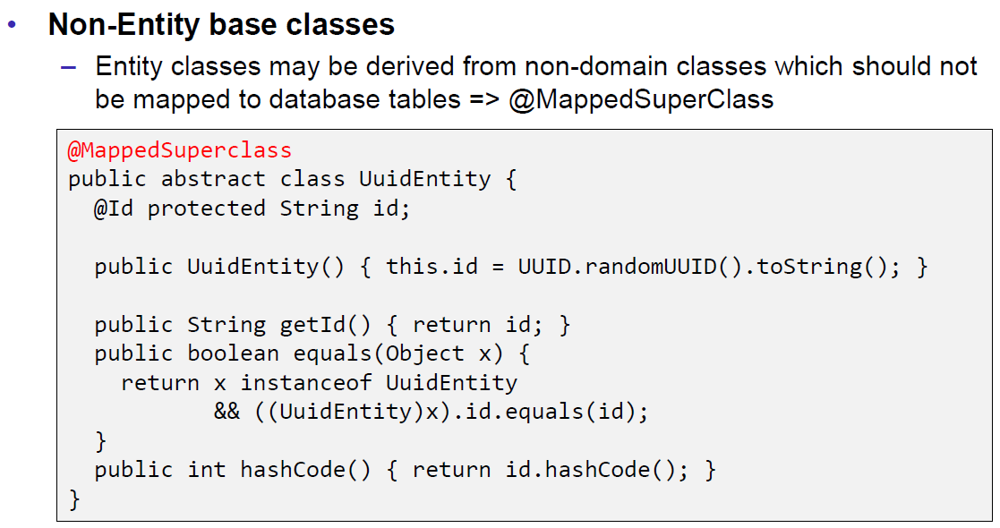 • Non-Entity base classes
– Entity classes may be derived from non-domain classes which should not
be mapped to database tables => @MappedSuperClass
@MappedSuperclass
public abstract class UuidEntity {
  @Id protected String id;

  public UuidEntity() { this.id = UUID.randomUUID().toString(); }

  public String getId() { return id; }
  public boolean equals(Object x) {
    return x instanceof UuidEntity
           && ((UuidEntity)x).id.equals(id);
  }
  public int hashCode() { return id.hashCode(); }
}